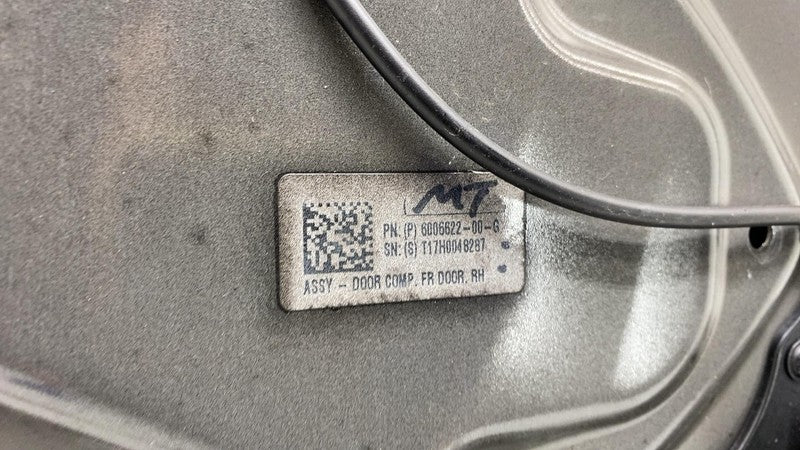 MT
PN: (P) 6006622-00-G
SN: (S) T17H0048287
ASSY - DOOR COMP, FR DOOR, RH